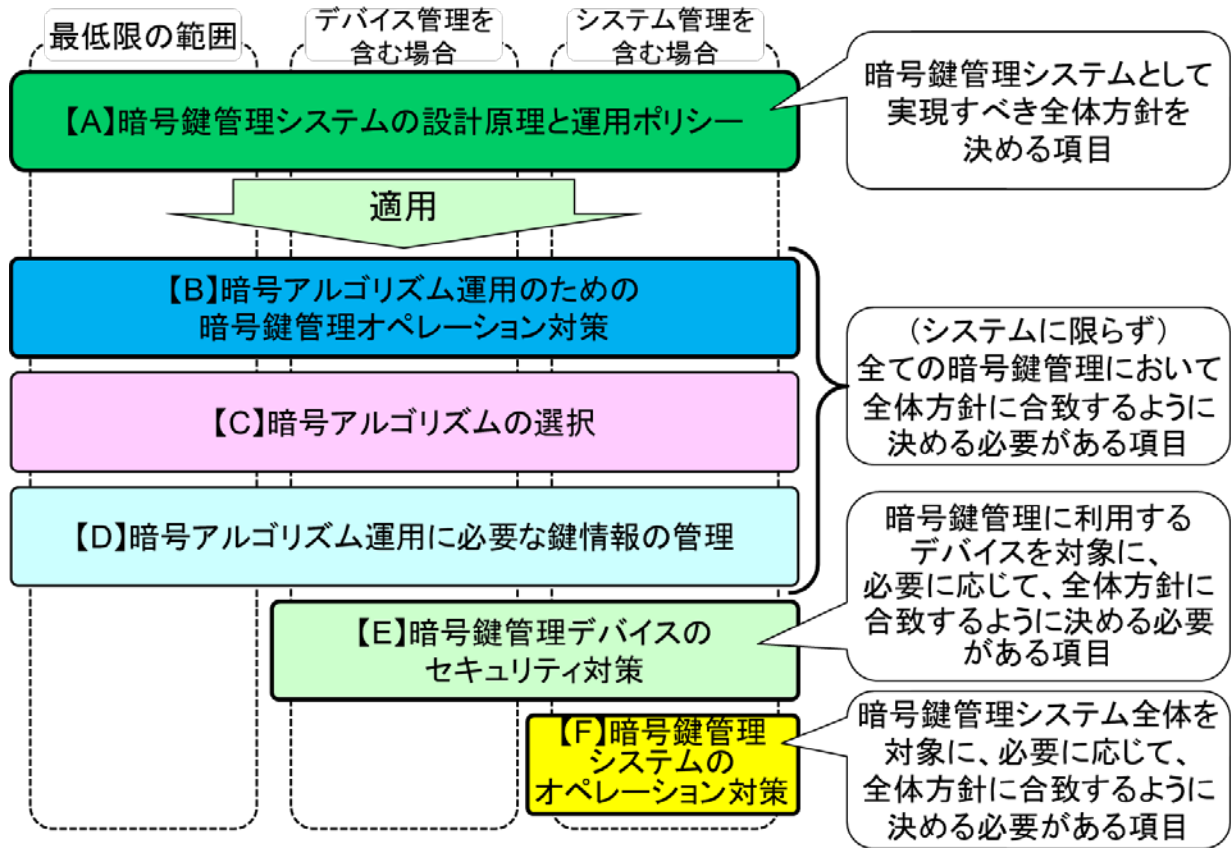 最低限の範囲
デバイス管理を
含む場合
システム管理を
含む場合
【A】暗号鍵管理システムの設計原理と運用ポリシー
暗号鍵管理システムとして
実現すべき全体方針を
決める項目
適用
【B】暗号アルゴリズム運用のための
暗号鍵管理オペレーション対策
【C】暗号アルゴリズムの選択
【D】暗号アルゴリズム運用に必要な鍵情報の管理
（システムに限らず）
全ての暗号鍵管理において
全体方針に合致するように
決める必要がある項目
【E】暗号鍵管理デバイスの
セキュリティ対策
暗号鍵管理に利用する
デバイスを対象に、
必要に応じて、全体方針に
合致するように決める必要
がある項目
【F】暗号鍵管理
システムの
オペレーション対策
暗号鍵管理システム全体を
対象に、必要に応じて、
全体方針に合致するように
決める必要がある項目